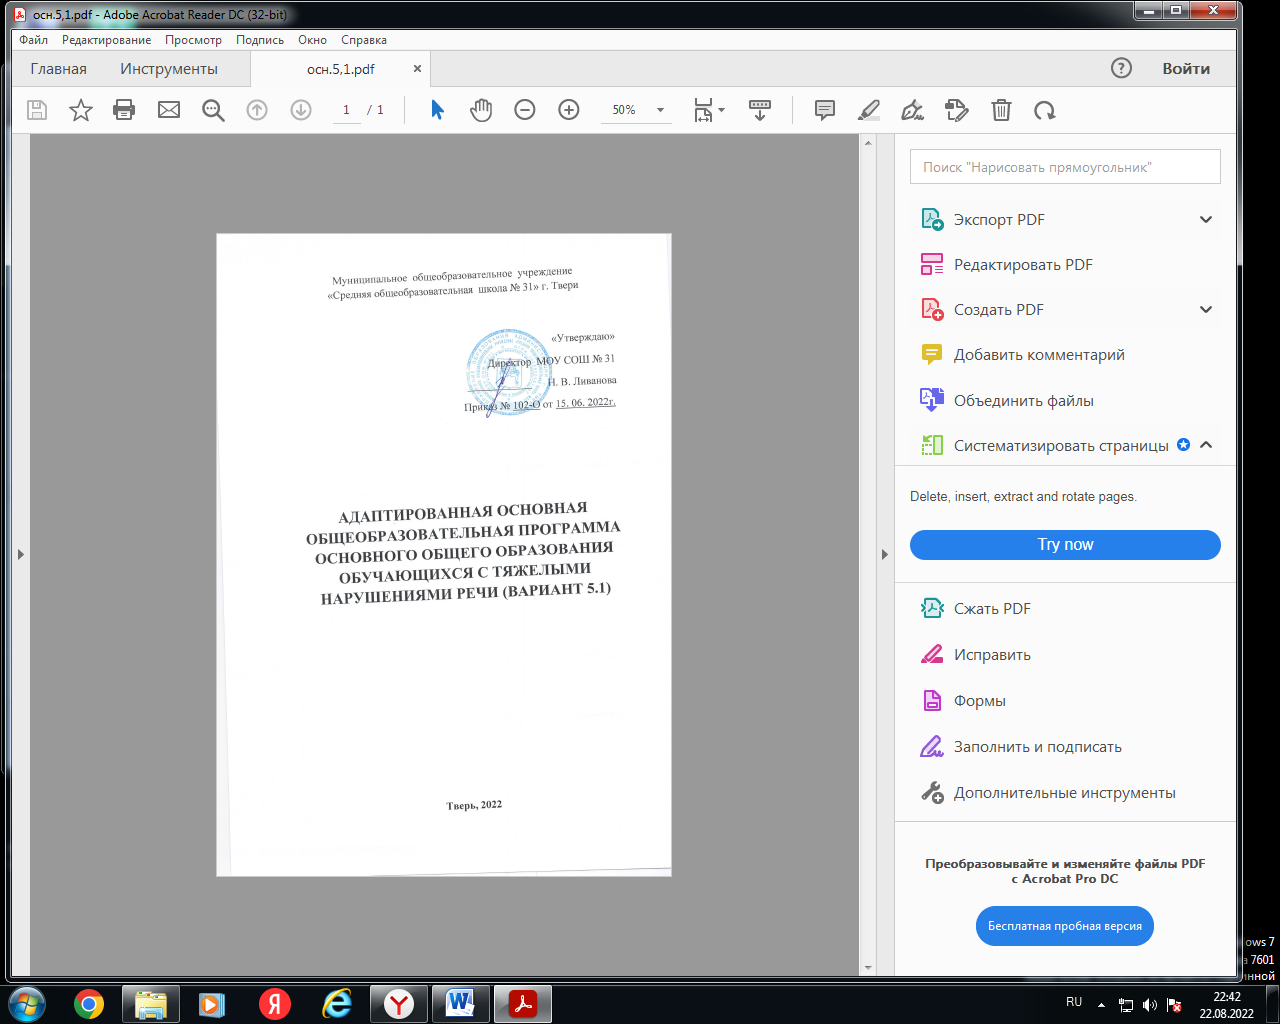 осн.5,1.pdf - Adobe Acrobat Reader DC (32-bit)
Файл Редактирование Просмотр Подпись Окно Справка
Главная Инструменты осн.5,1.pdf × Войти
1 / 1 50%
Муниципальное общеобразовательное учреждение
«Средняя общеобразовательная школа № 31» г. Твери
«Утверждаю»
Директор МОУ СОШ № 31
Н. В. Ливанова
Приказ № 102-О от 15. 06. 2022г.
АДАПТИРОВАННАЯ ОСНОВНАЯ
ОБЩЕОБРАЗОВАТЕЛЬНАЯ ПРОГРАММА
ОСНОВНОГО ОБЩЕГО ОБРАЗОВАНИЯ
ОБУЧАЮЩИХСЯ С ТЯЖЕЛЫМИ
НАРУШЕНИЯМИ РЕЧИ (ВАРИАНТ 5.1)
Тверь, 2022
Поиск "Нарисовать прямоугольник"
Экспорт PDF
Редактировать PDF
Создать PDF
Добавить комментарий
Объединить файлы
Систематизировать страницы
Delete, insert, extract and rotate pages.
Try now
Сжать PDF
Исправить
Формы
Заполнить и подписать
Дополнительные инструменты
Преобразовывайте и изменяйте файлы PDF
с Acrobat Pro DC
Бесплатная пробная версия
ows 7
7601
нной
RU 22:42
22.08.2022